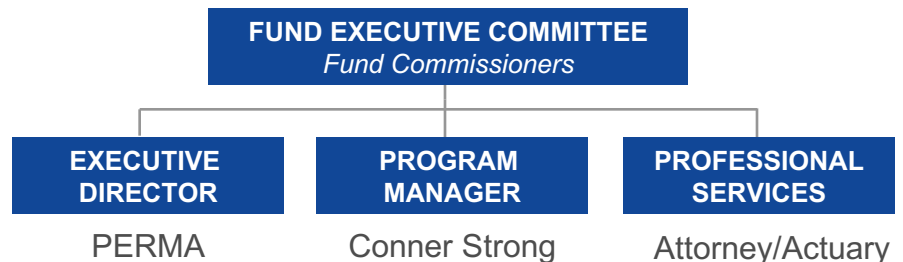 FUND EXECUTIVE COMMITTEE
Fund Commissioners
EXECUTIVE
DIRECTOR
PERMA
PROGRAM
MANAGER
Conner Strong
PROFESSIONAL
SERVICES
Attorney/Actuary